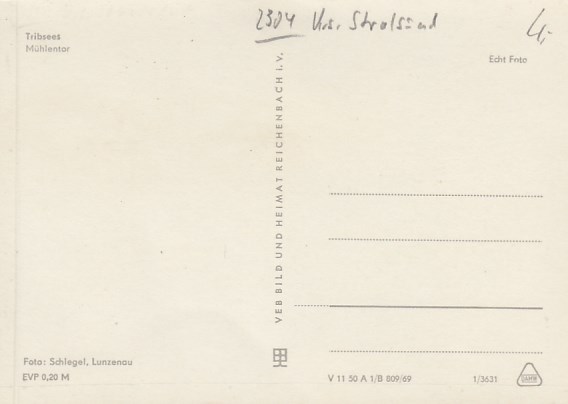 2304 Krs. Stralsund
4,-
Tribsees
Mühlentor
Echt Foto
VEB BILD UND HEIMAT REICHENBACH I. V.
Foto: Schlegel, Lunzenau
EVP 0,20 M
V 11 50 A 1/B 809/69
1/3631